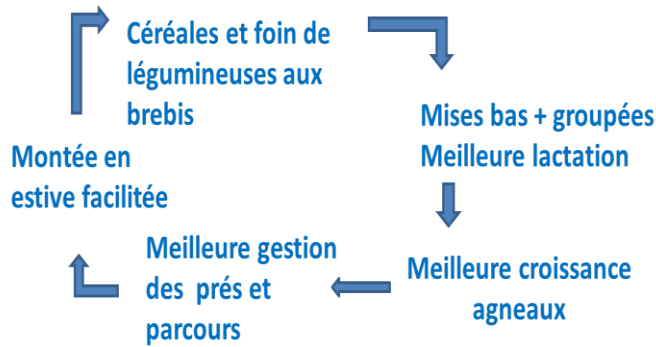 Céréales et foin de
légumineuses aux
brebis
Mises bas + groupées
Meilleure lactation
Meilleure croissance
agneaux
Meilleure gestion
des prés et
parcours
Montée en
estive facilitée